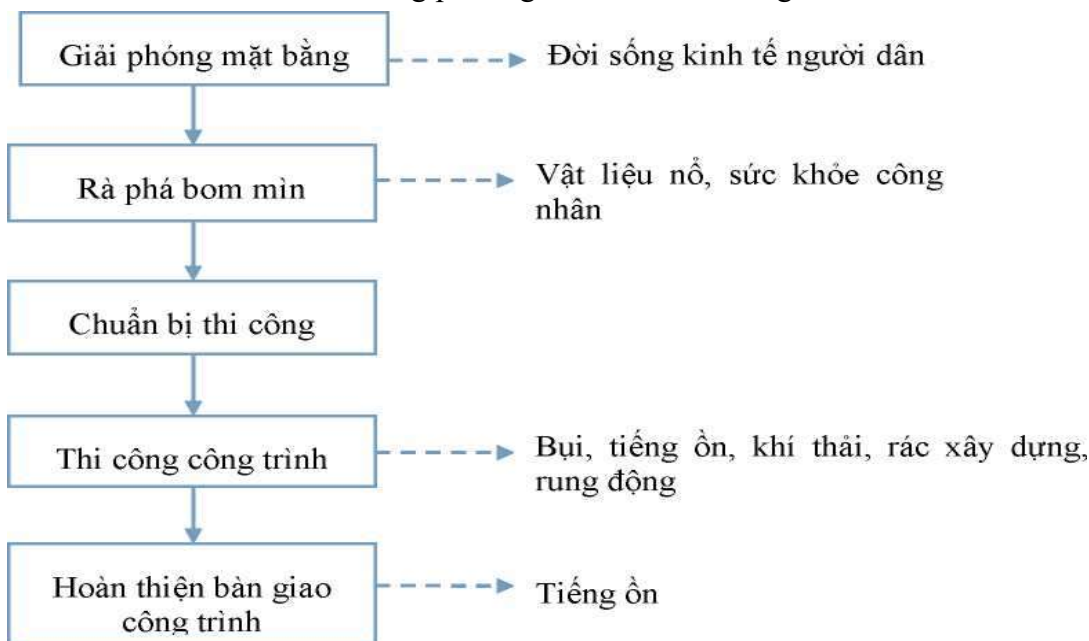 Giải phóng mặt bằng
Đời sống kinh tế người dân
Rà phá bom mìn
Vật liệu nổ, sức khỏe công
nhân
Chuẩn bị thi công
Thi công công trình
Bụi, tiếng ồn, khí thải, rác xây dựng,
rung động
Hoàn thiện bàn giao
công trình
Tiếng ồn